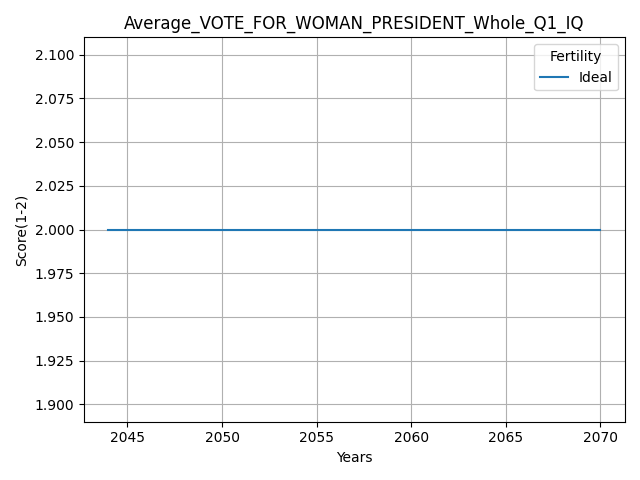 Average_VOTE_FOR_WOMAN_PRESIDENT_Whole_Q1_IQ
Fertility
Ideal
2.100
2.075
2.050
2.025
2.000
1.975
1.950
1.925
1.900
Score(1-2)
2045 2050 2055 2060 2065 2070
Years